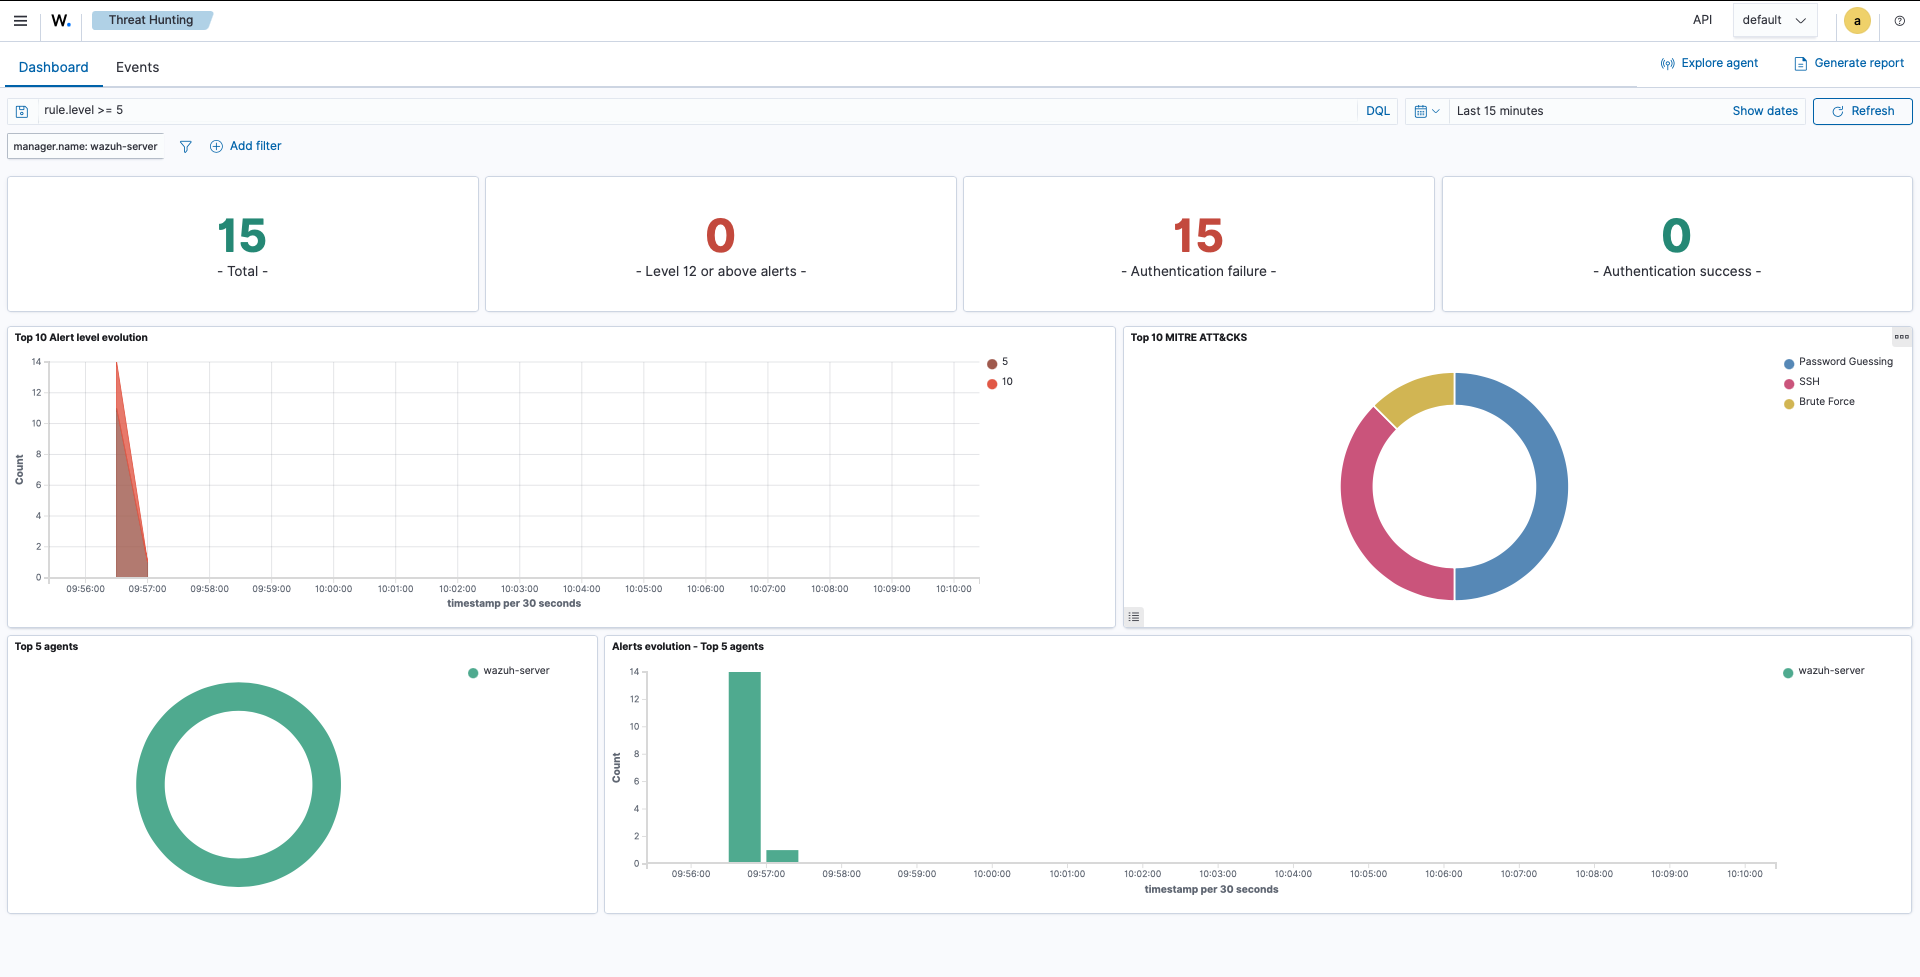 W.
Threat Hunting
API
default
a
Dashboard
Events
Explore agent
Generate report
rule.level >= 5
DQL
Last 15 minutes
Show dates
Refresh
manager.name: wazuh-server
Add filter
15
- Total -
0
- Level 12 or above alerts -
15
- Authentication failure -
0
- Authentication success -
Top 10 Alert level evolution
14
12
10
8
6
4
2
0
Count
09:56:00 09:57:00 09:58:00 09:59:00 10:00:00 10:01:00 10:02:00 10:03:00 10:04:00 10:05:00 10:06:00 10:07:00 10:08:00 10:09:00 10:10:00
timestamp per 30 seconds
5
10
Top 10 MITRE ATT&CKS
Password Guessing
SSH
Brute Force
Top 5 agents
wazuh-server
Alerts evolution - Top 5 agents
14
12
10
8
6
4
2
0
Count
09:56:00 09:57:00 09:58:00 09:59:00 10:00:00 10:01:00 10:02:00 10:03:00 10:04:00 10:05:00 10:06:00 10:07:00 10:08:00 10:09:00 10:10:00
timestamp per 30 seconds
wazuh-server